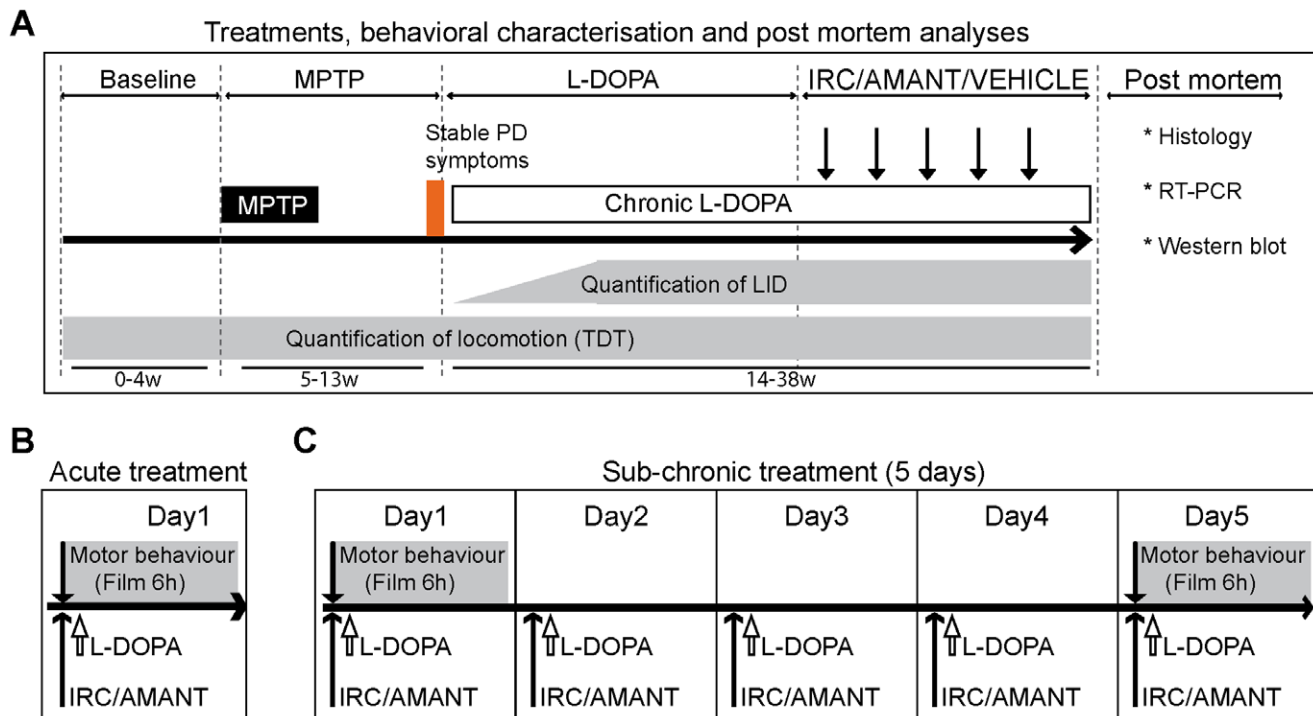 A
Treatments, behavioral characterisation and post mortem analyses
Baseline MPTP L-DOPA IRC/AMANT/VEHICLE Post mortem
Stable PD
symptoms
* Histology
MPTP
Chronic L-DOPA
* RT-PCR
* Western blot
Quantification of LID
Quantification of locomotion (TDT)
0-4w 5-13w 14-38w
B
Acute treatment
Day1
Motor behaviour
(Film 6h)
L-DOPA
IRC/AMANT
C
Sub-chronic treatment (5 days)
Day1 Day2 Day3 Day4 Day5
Motor behaviour Motor behaviour
(Film 6h) (Film 6h)
L-DOPA L-DOPA L-DOPA L-DOPA L-DOPA
IRC/AMANT IRC/AMANT IRC/AMANT IRC/AMANT IRC/AMANT